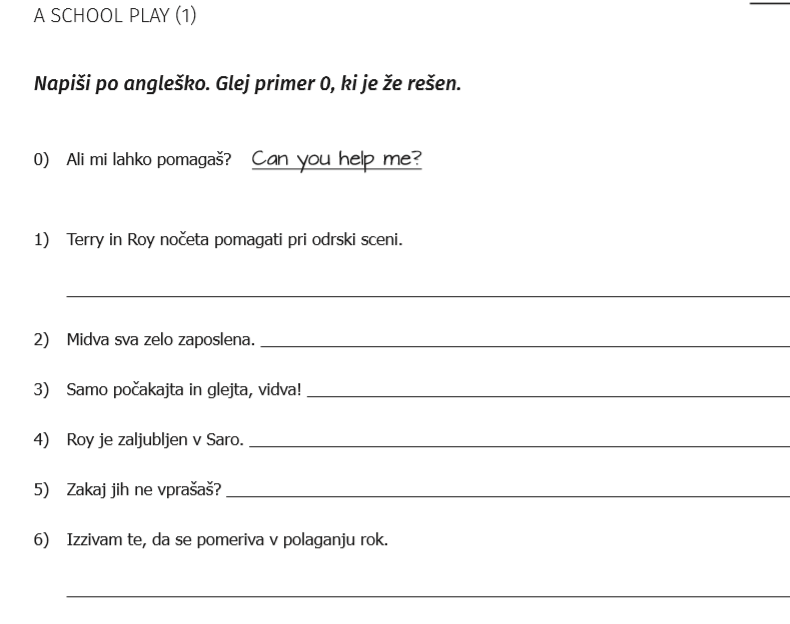 A SCHOOL PLAY (1)
Napiši po angleško. Glej primer 0, ki je že rešen.
0) Ali mi lahko pomagaš? Can you help me?
1) Terry in Roy nočeta pomagati pri odrski sceni.
2) Midva sva zelo zaposlena.
3) Samo počakajta in glejta, vidva!
4) Roy je zaljubljen v Saro.
5) Zakaj jih ne vprašaš?
6) Izzivam te, da se pomeriva v polaganju rok.